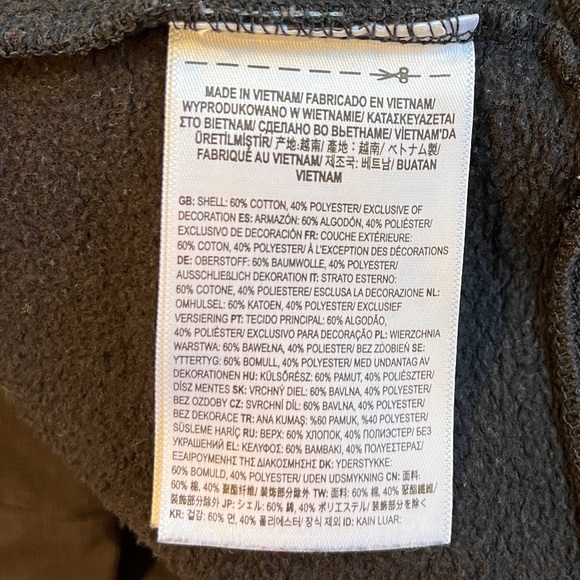 MADE IN VIETNAM/ FABRICADO EN VIETNAM/
WYPRODUKOWANO W WIETNAMIE/ ΚΑΤΑΣΚΕΥΑΖΕΤΑΙ
ΣΤΟ ΒΙΕΤΝΑΜ/ СДЕЛАНО ВО ВЬЕТНАМЕ/ VİETNAM'DA
ÜRETİLMİŞTİR/ 产地:越南/ 產地:越南/ ベトナム製/
FABRIQUÉ AU VIETNAM/ 제조국: 베트남/ BUATAN
VIETNAM
GB: SHELL: 60% COTTON, 40% POLYESTER/ EXCLUSIVE OF
DECORATION ES: ARMAZÓN: 60% ALGODÓN, 40% POLIÉSTER/
EXCLUSIVO DE DECORACIÓN FR: COUCHE EXTÉRIEURE:
60% COTON, 40% POLYESTER/ À L'EXCEPTION DES DÉCORATIONS
DE: OBERSTOFF: 60% BAUMWOLLE, 40% POLYESTER/
AUSSCHLIEßLICH DEKORATION IT: STRATO ESTERNO:
60% COTONE, 40% POLIESTERE/ ESCLUSA LA DECORAZIONE NL:
OMHULSEL: 60% KATOEN, 40% POLYESTER/ EXCLUSIEF
VERSIERING PT: TECIDO PRINCIPAL: 60% ALGODÃO,
40% POLIÉSTER/ EXCLUSIVO PARA DECORAÇÃO PL: WIERZCHNIA
WARSTWA: 60% BAWEŁNA, 40% POLIESTER/ BEZ ZDOBIEŃ SE:
YTTERTYG: 60% BOMULL, 40% POLYESTER/ MED UNDANTAG AV
DEKORATIONEN HU: KÜLSŐRÉSZ: 60% PAMUT, 40% POLIÉSZTER/
DÍSZ MENTES SK: VRCHNÝ DIEL: 60% BAVLNA, 40% POLYESTER/
BEZ OZDOBY CZ: SVRCHNÍ DÍL: 60% BAVLNA, 40% POLYESTER/
BEZ DEKORACE TR: ANA KUMAŞ: %60 PAMUK, %40 POLYESTER/
SÜSLEME HARİÇ RU: ВЕРХ: 60% ХЛОПОК, 40% ПОЛИЭСТЕР/ БЕЗ
УКРАШЕНИЙ EL: ΚΕΛΥΦΟΣ: 60% ΒΑΜΒΑΚΙ, 40% ΠΟΛΥΕΣΤΕΡΑΣ/
ΕΞΑΙΡΟΥΜΕΝΗΣ ΤΗΣ ΔΙΑΚΟΣΜΗΣΗΣ DK: YDERSTYKKE:
60% BOMULD, 40% POLYESTER/ UDEN UDSMYKNING CN: 面料:
60% 棉, 40% 聚酯纤维/ 装饰部分除外 TW: 面料: 60% 棉, 40% 聚酯纖維/
裝飾部分除外 JP: シェル: 60% 綿, 40% ポリエステル/ 装飾部分を除く
KR: 겉감: 60% 면, 40% 폴리에스터/ 장식 제외 ID: KAIN LUAR: